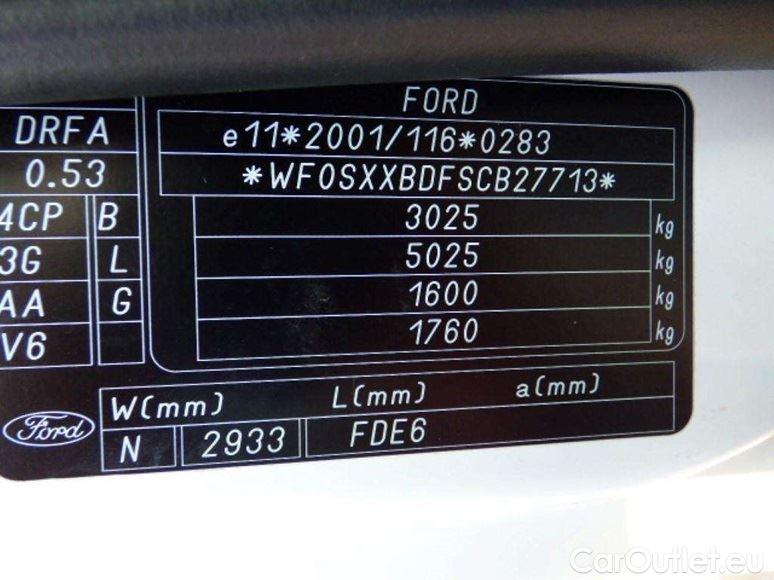 FORD
DRFA
e11*2001/116*0283
0.53
*WF0SXXBDFSCB27713*
4CP B
3025 kg
3G L
5025 kg
AA G
1600 kg
V6
1760 kg
W(mm) L(mm) a(mm)
Ford
N 2933 FDE6
CarOutlet.eu